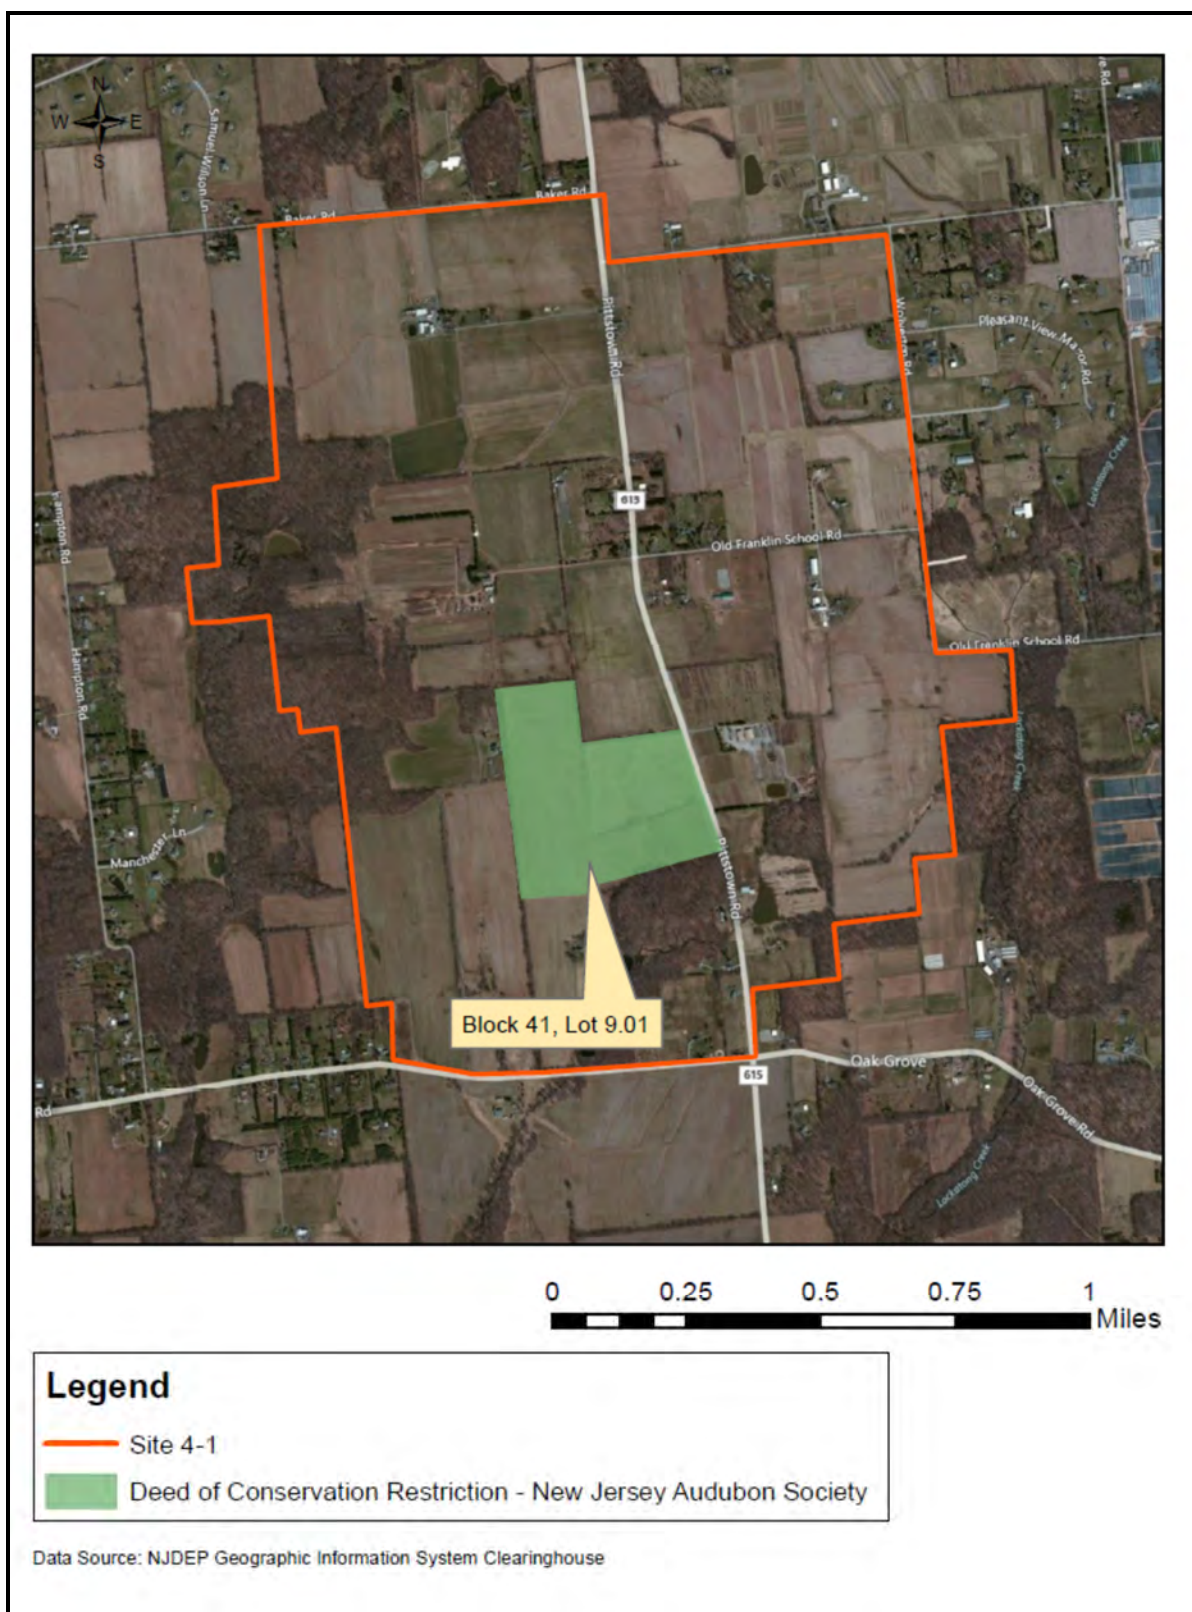 N
W E
S
Samuel Wilson Ln
Baker Rd
Baker Rd
Pittstown Rd
Pleasant View Manor Rd
Lockatong Creek
615
Hampton Rd
Old Franklin School Rd
Old Franklin School Rd
Hampton Rd
Lockatong Creek
Manchester Ln
Pittstown Rd
Block 41, Lot 9.01
Oak Grove
615
Rd
Oak Grove Rd
Lockatong Creek
0 0.25 0.5 0.75 1
Miles
Legend
Site 4-1
Deed of Conservation Restriction - New Jersey Audubon Society
Data Source: NJDEP Geographic Information System Clearinghouse